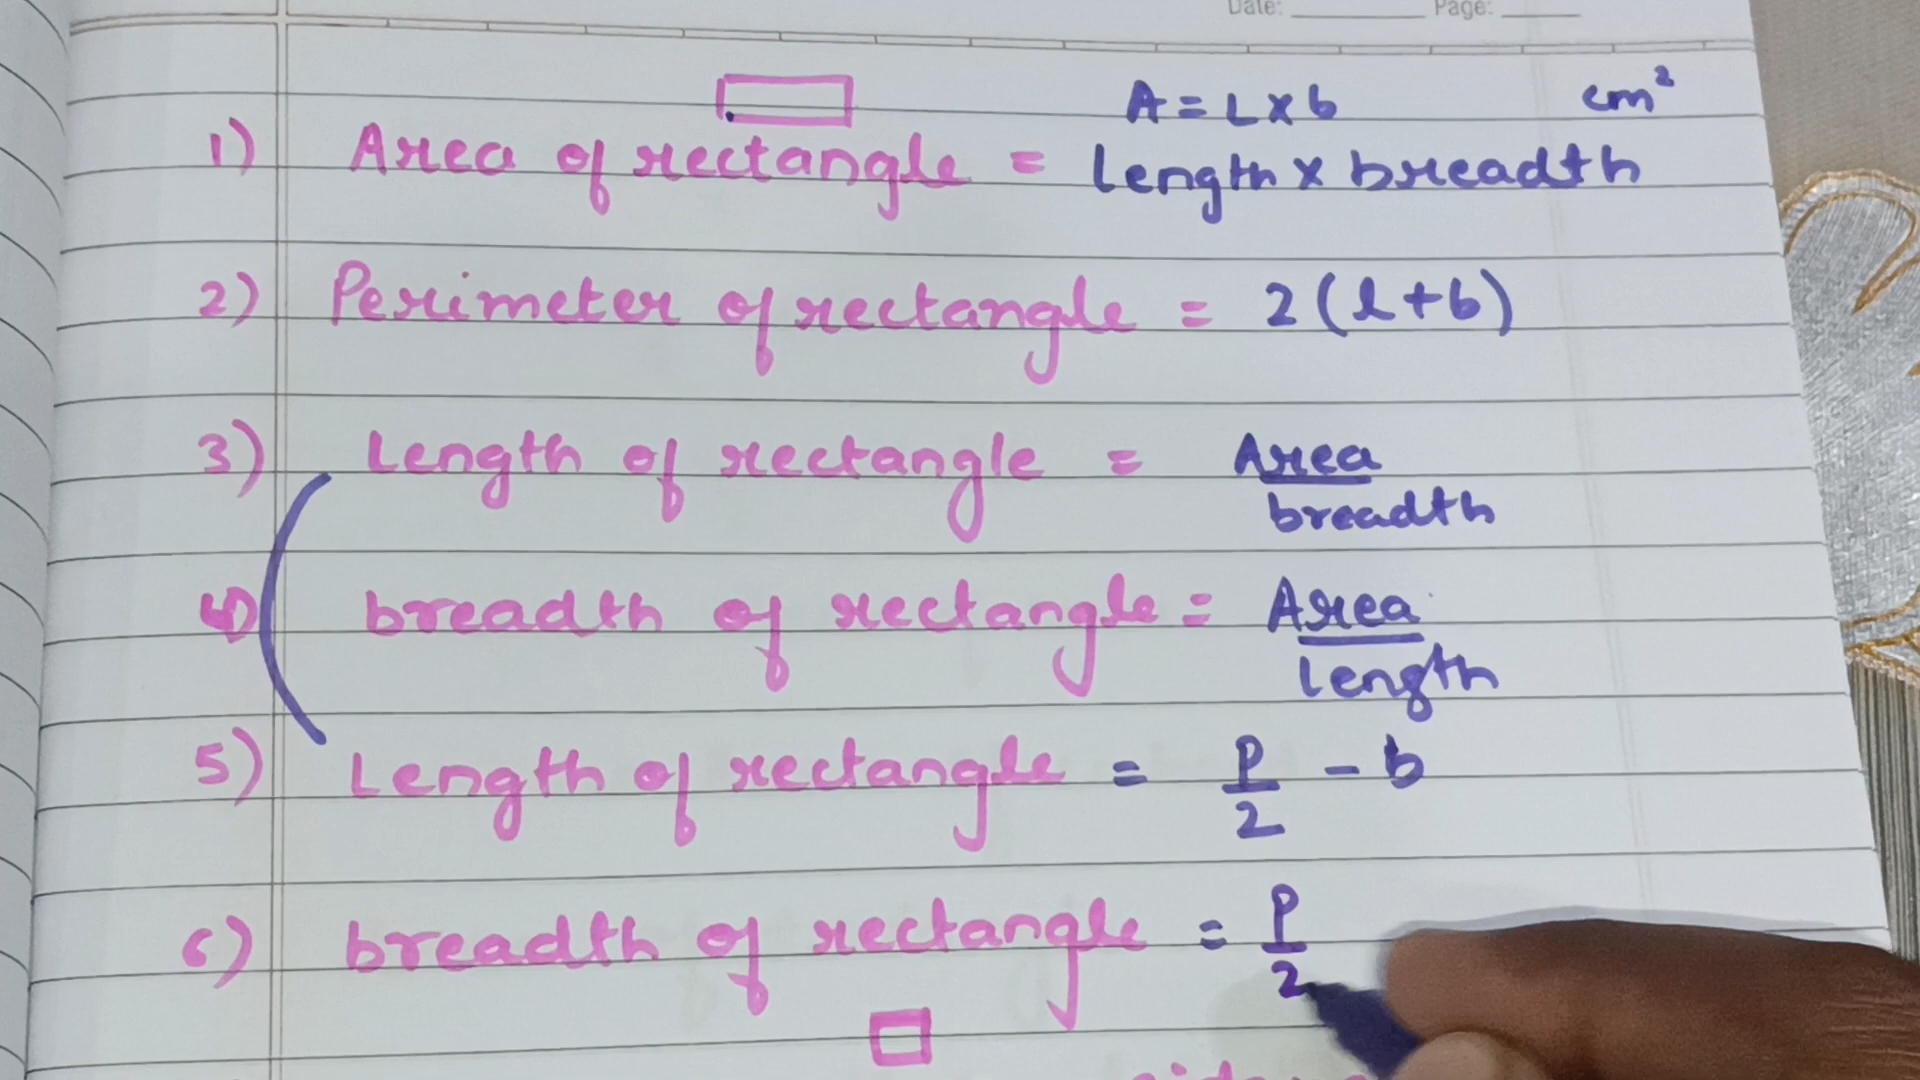 Date: Page:
A = L x b cm²
1) Area of rectangle = Length x breadth
2) Perimeter of rectangle = 2 (l+b)
3) Length of rectangle = Area
breadth
4) breadth of rectangle = Area
Length
5) Length of rectangle = P/2 - b
6) breadth of rectangle = P/2